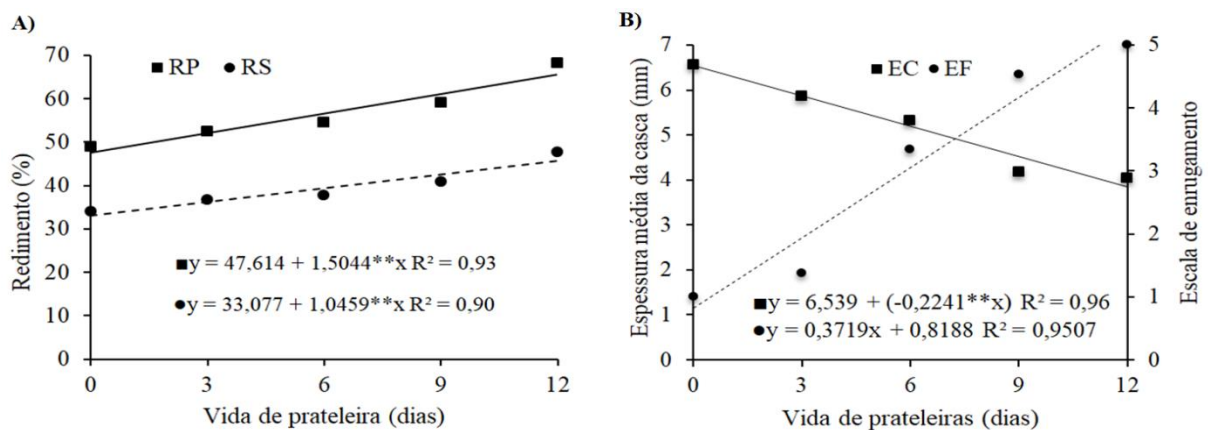 A)
■ RP ● RS
Redimento (%)
70
60
50
40
30
20
10
0
■y = 47,614 + 1,5044**x R² = 0,93
●y = 33,077 + 1,0459**x R² = 0,90
0 3 6 9 12
Vida de prateleira (dias)
B)
■ EC ● EF
Espessura média da casca (mm)
7
6
5
4
3
2
1
0
■y = 6,539 + (-0,2241**x) R² = 0,96
●y = 0,3719x + 0,8188 R² = 0,9507
5
4
3
2
1
0
Escala de enrugamento
0 3 6 9 12
Vida de prateleiras (dias)